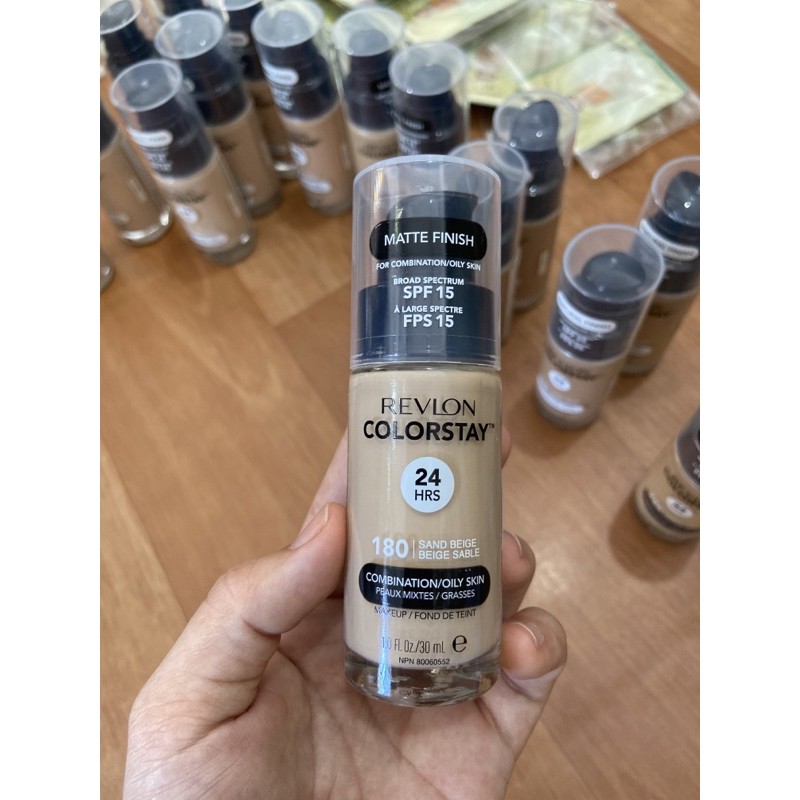 MATTE FINISH
FOR COMBINATION/OILY SKIN
BROAD SPECTRUM
SPF 15
À LARGE SPECTRE
FPS 15
REVLON
COLORSTAY™
24
HRS
180 | SAND BEIGE
BEIGE SABLE
COMBINATION/OILY SKIN
PEAUX MIXTES / GRASSES
MAKEUP / FOND DE TEINT
1.0 Fl. Oz./30 mL e
NPN 80060552